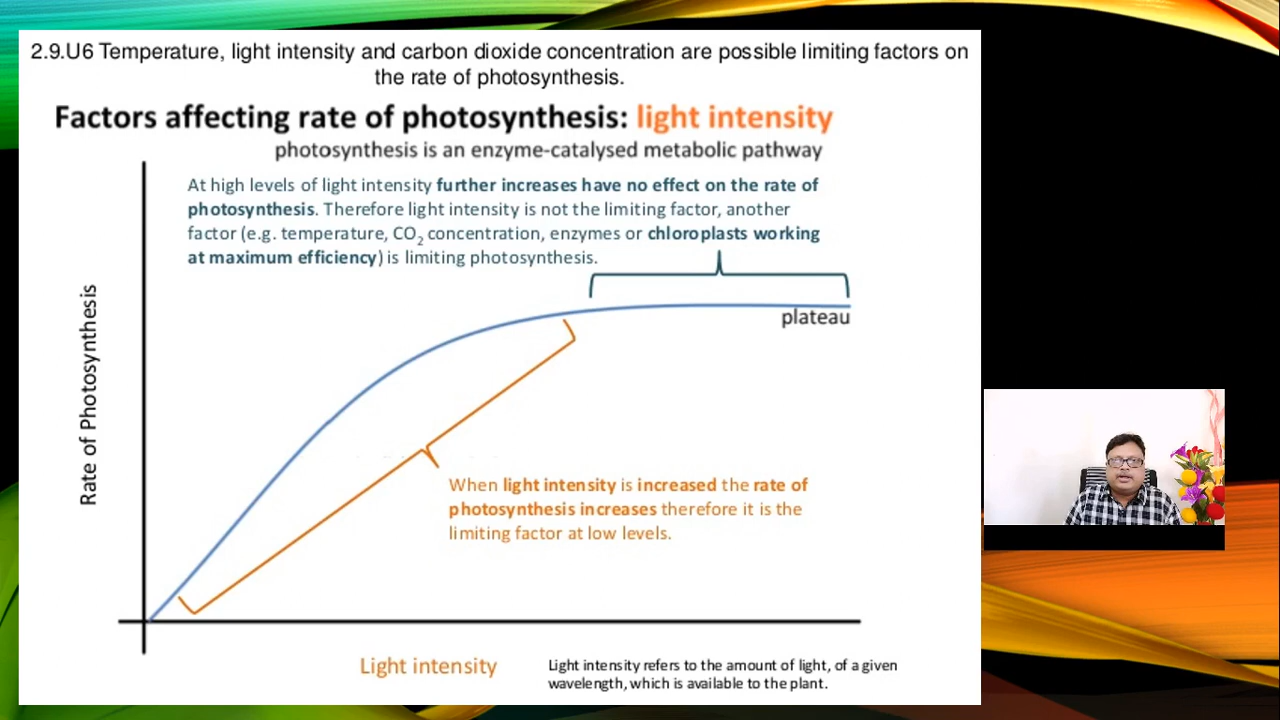 2.9.U6 Temperature, light intensity and carbon dioxide concentration are possible limiting factors on
the rate of photosynthesis.
Factors affecting rate of photosynthesis: light intensity
photosynthesis is an enzyme-catalysed metabolic pathway
At high levels of light intensity further increases have no effect on the rate of
photosynthesis. Therefore light intensity is not the limiting factor, another
factor (e.g. temperature, CO₂ concentration, enzymes or chloroplasts working
at maximum efficiency) is limiting photosynthesis.
plateau
Rate of Photosynthesis
When light intensity is increased the rate of
photosynthesis increases therefore it is the
limiting factor at low levels.
Light intensity
Light intensity refers to the amount of light, of a given
wavelength, which is available to the plant.